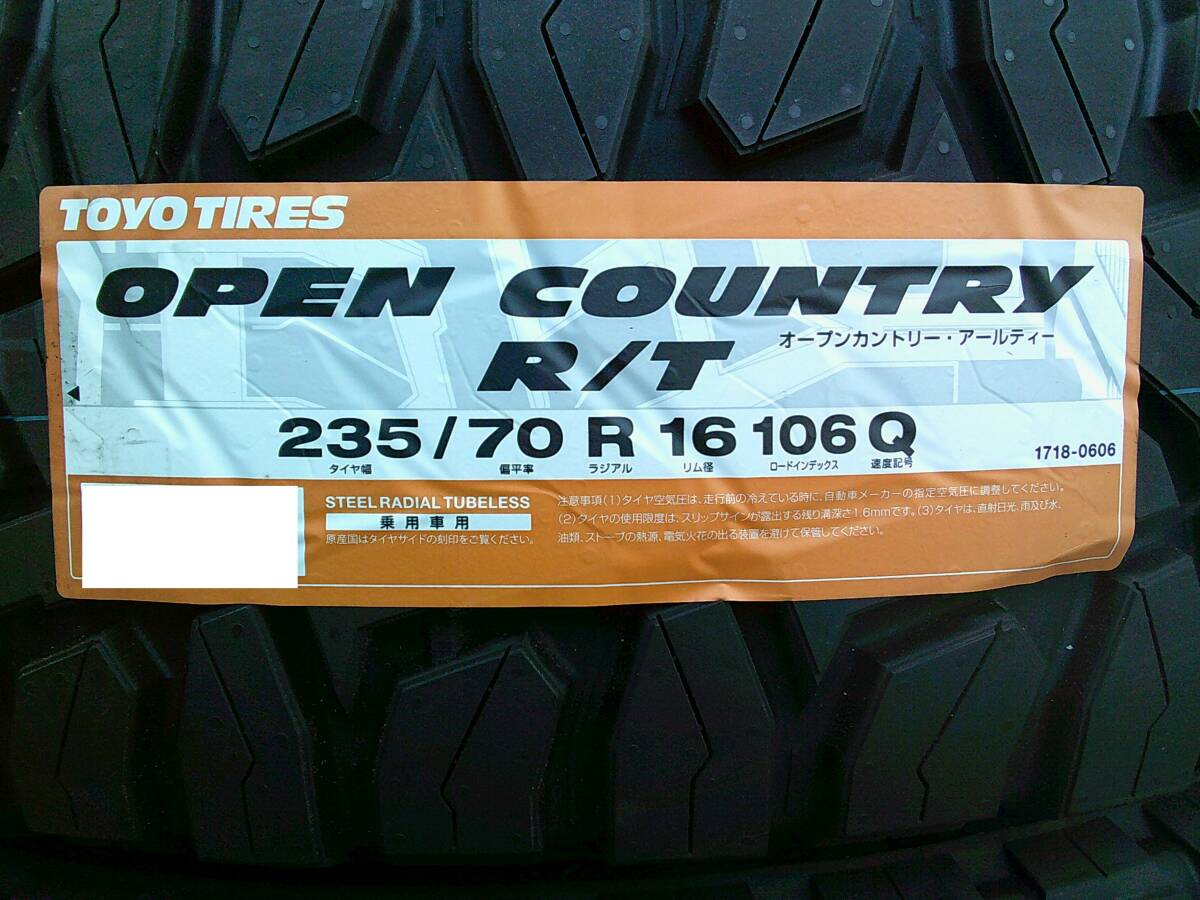 TOYO TIRES
OPEN COUNTRY
R/T
オープンカントリー・アールティー
235/70 R 16 106 Q
タイヤ幅 偏平率 ラジアル リム径 ロードインデックス 速度記号
1718-0606
STEEL RADIAL TUBELESS
乗用車用
原産国はタイヤサイドの刻印をご覧ください。
注意事項(1)タイヤ空気圧は、走行前の冷えている時に、自動車メーカーの指定空気圧に調整してください。
(2)タイヤの使用限度は、スリップサインが露出する残り溝深さ1.6mmです。(3)タイヤは、直射日光、雨及び水、
油類、ストーブの熱源、電気火花の出る装置を避けて保管してください。